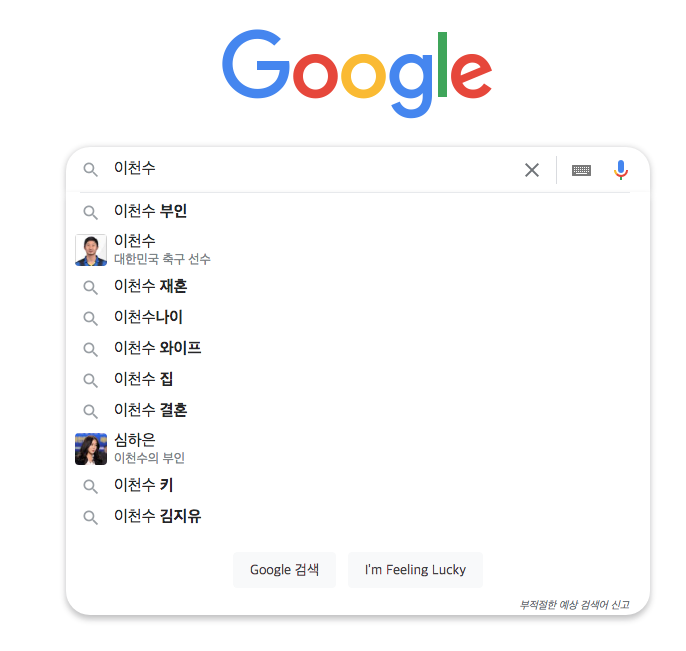 Google
이천수
이천수 부인
이천수
대한민국 축구 선수
이천수 재혼
이천수나이
이천수 와이프
이천수 집
이천수 결혼
심하은
이천수의 부인
이천수 키
이천수 김지유
Google 검색
I'm Feeling Lucky
부적절한 예상 검색어 신고